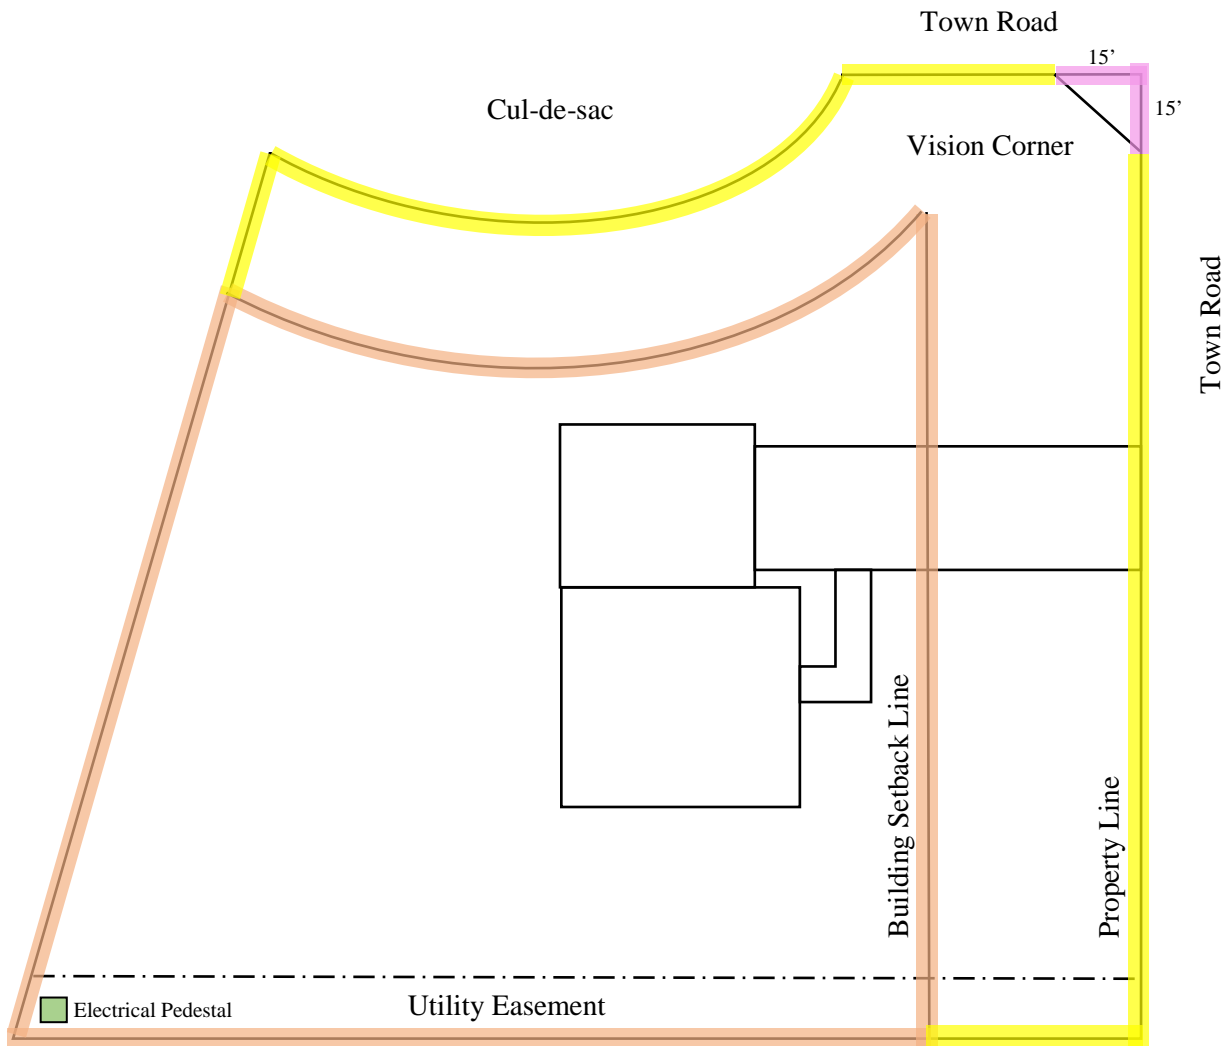 Town Road
15’
Cul-de-sac
15’
Vision Corner
Town Road
Building Setback Line
Property Line
Electrical Pedestal
Utility Easement